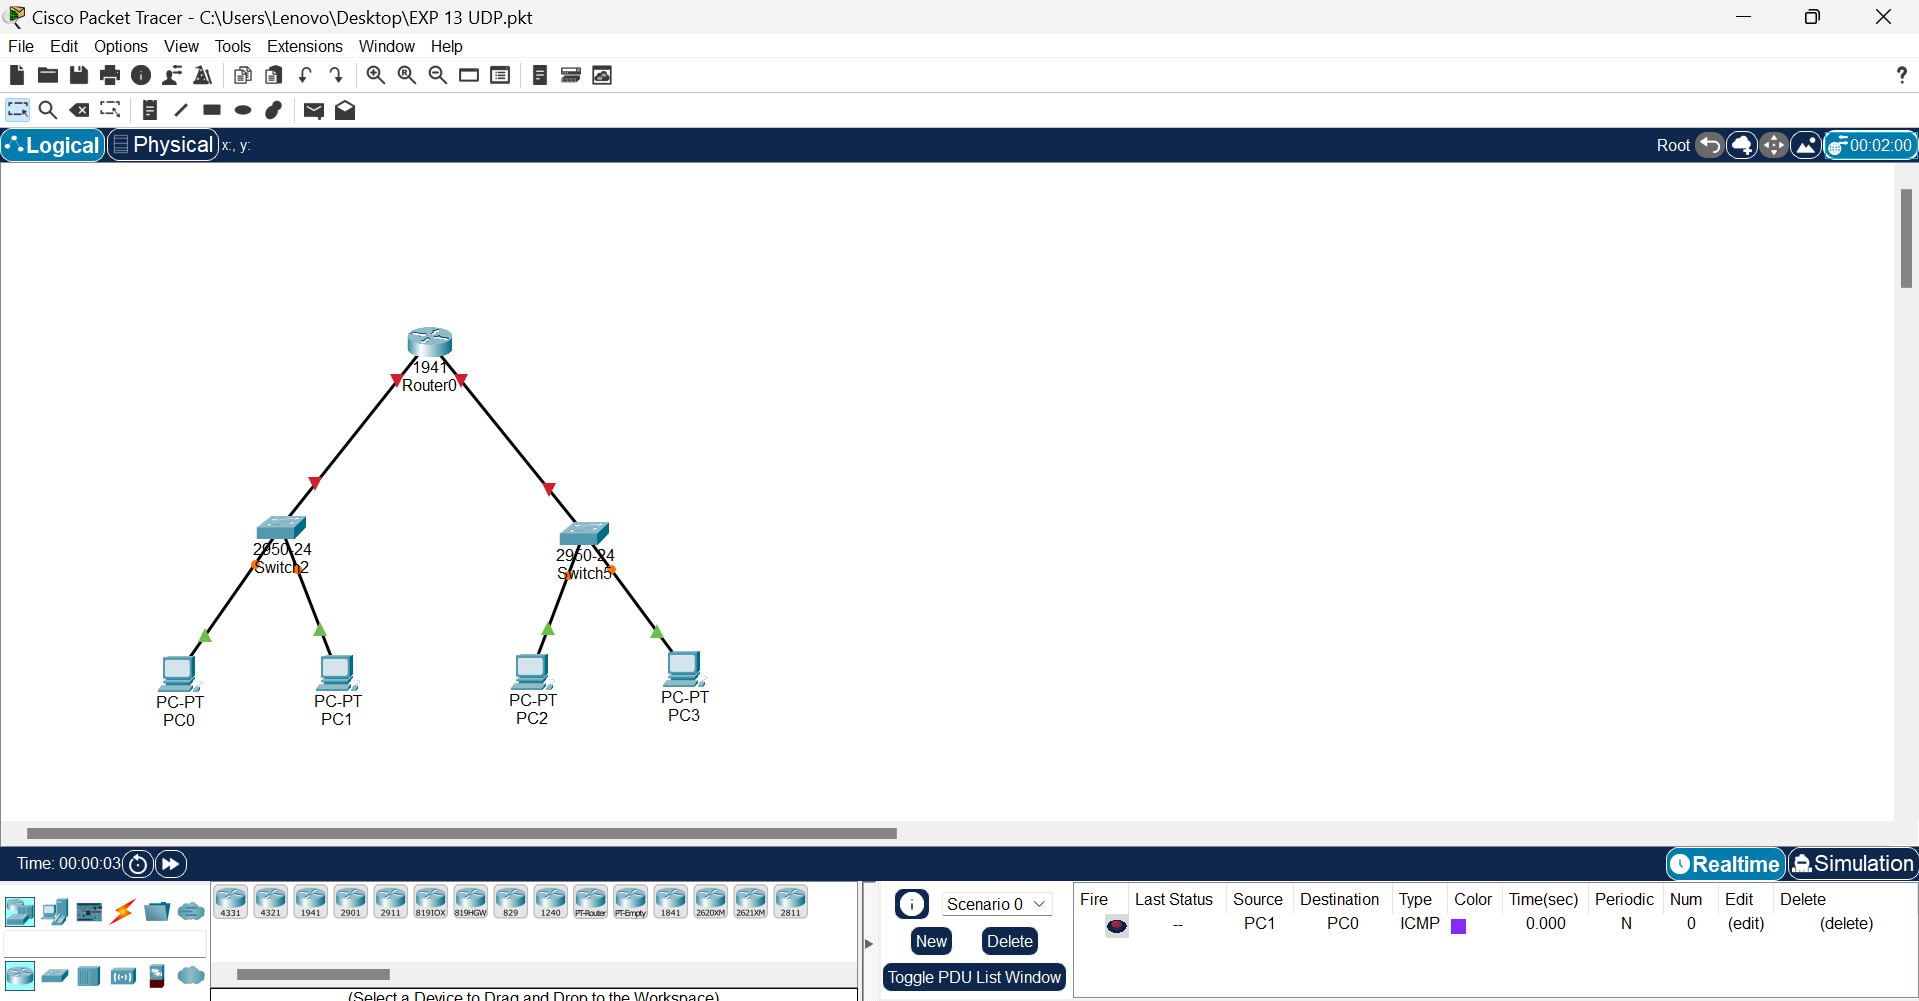 Cisco Packet Tracer - C:\Users\Lenovo\Desktop\EXP 13 UDP.pkt
File Edit Options View Tools Extensions Window Help
?
Logical Physical x:, y: Root 00:02:00
1941
Router0
2950-24
Switch2
2950-24
Switch5
PC-PT
PC0
PC-PT
PC1
PC-PT
PC2
PC-PT
PC3
Time: 00:00:03 Realtime Simulation
4331 4321 1941 2901 2911 819IOX 819HGW 829 1240 PT-Router PT-Empty 1841 2620XM 2621XM 2811
(Select a Device to Drag and Drop to the Workspace)
Scenario 0
New Delete
Toggle PDU List Window
Fire Last Status Source Destination Type Color Time(sec) Periodic Num Edit Delete
-- PC1 PC0 ICMP 0.000 N 0 (edit) (delete)